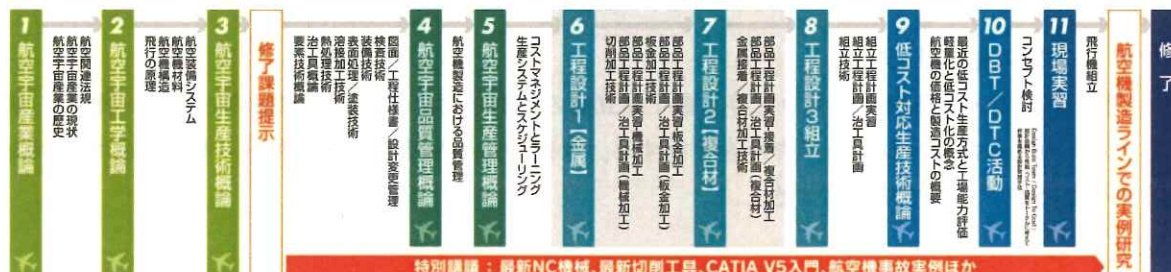 1 航空宇宙産業概論
航空関連法規
航空宇宙産業の現状
航空宇宙産業の歴史
2 航空宇宙工学概論
航空装備システム
航空機材料
航空機構造
飛行の原理
3 航空宇宙生産技術概論
修了課題提示
図面/工程仕様書/設計変更管理
検査技術
装備技術
表面処理/塗装技術
溶接加工技術
熱処理技術
治工具概論
要素技術概論
4 航空宇宙品質管理概論
航空機製造における品質管理
5 航空宇宙生産管理概論
コストマネジメントとラーニング
生産システムとスケジューリング
6 工程設計1【金属】
部品工程計画実習-板金加工
部品工程計画/治工具計画(板金加工)
板金加工技術
部品工程計画実習-機械加工
部品工程計画/治工具計画(機械加工)
切削加工技術
7 工程設計2【複合材】
部品工程計画実習-複着/複合材加工
部品工程計画/治工具計画(複合材)
金属接着/複合材加工技術
8 工程設計3組立
組立工程計画実習
組立工程計画/治工具計画
組立技術
9 低コスト対応生産技術概論
最近の低コスト生産方式と工場能力評価
軽量化と低コスト化の概念
航空機の価格と製造コストの概要
10 DBT/DTC活動
コンセプト検討
11 現場実習
飛行機組立
航空機製造ラインでの実例研究
修了
特別講議：最新NC機械、最新切削工具、CATIA V5入門、航空機事故実例ほか